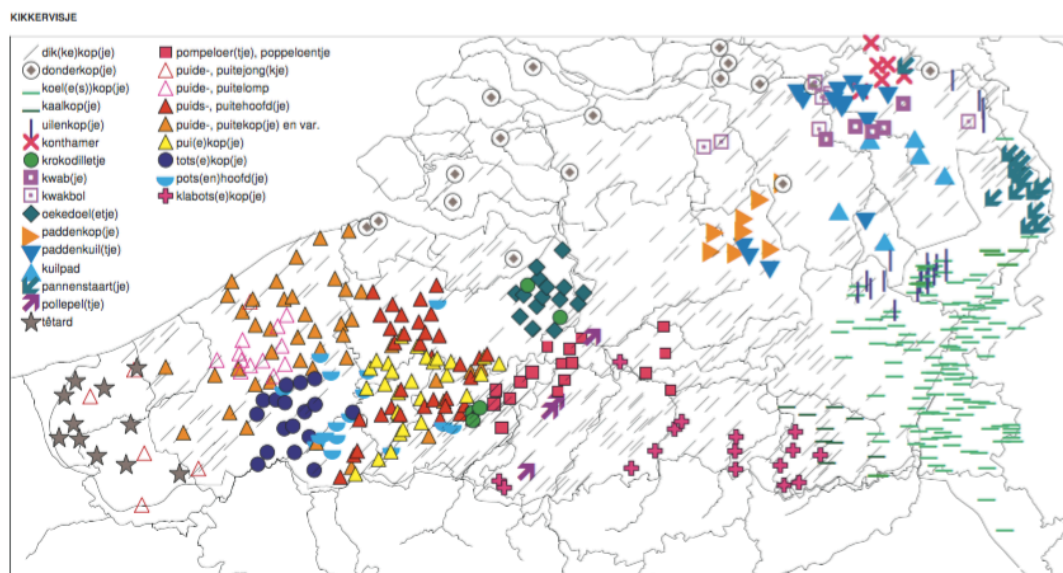 KIKKERVISJE
dik(ke)kop(je)
donderkop(je)
koel(e(s))kop(je)
kaalkop(je)
uilenkop(je)
konthamer
krokodilletje
kwab(je)
kwakbol
oekedoel(etje)
paddenkop(je)
paddenkuil(tje)
kuilpad
pannenstaart(je)
pollepel(tje)
têtard
pompeloer(tje), poppeloentje
puide-, puitejong(kje)
puide-, puitelomp
puids-, puitehoofd(je)
puide-, puitekop(je) en var.
pui(e)kop(je)
tots(e)kop(je)
pots(en)hoofd(je)
klabots(e)kop(je)